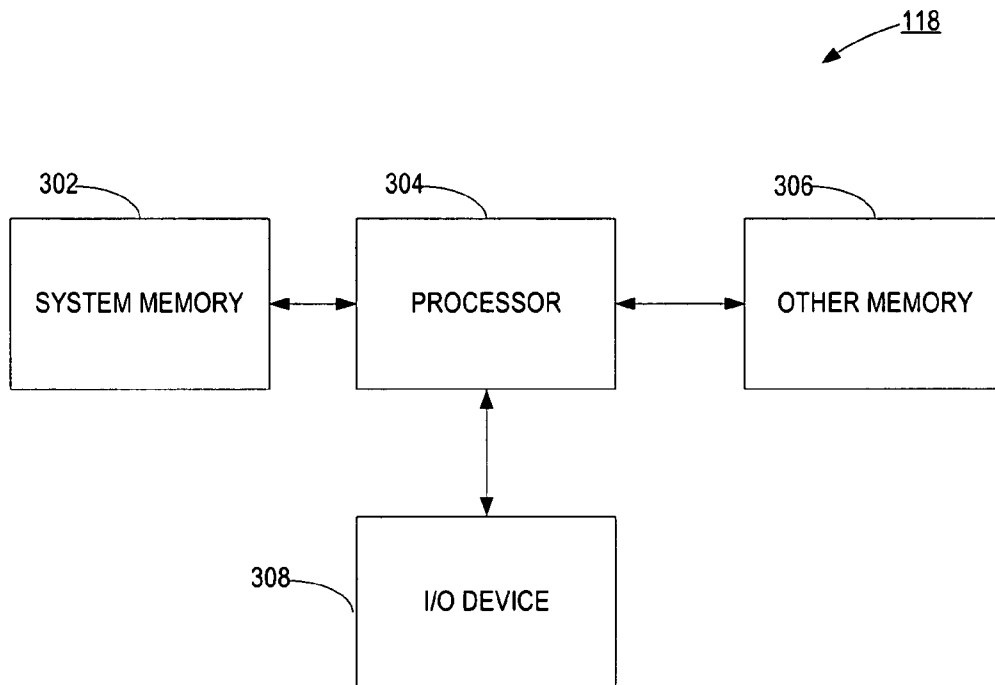 118
302
304
306
SYSTEM MEMORY
PROCESSOR
OTHER MEMORY
308
I/O DEVICE